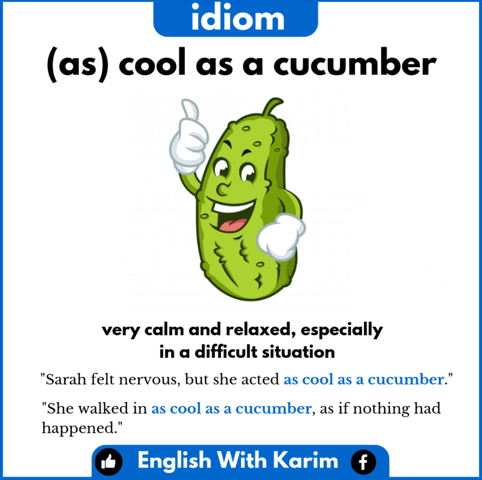 idiom
(as) cool as a cucumber
very calm and relaxed, especially
in a difficult situation
"Sarah felt nervous, but she acted as cool as a cucumber."
"She walked in as cool as a cucumber, as if nothing had
happened."
English With Karim